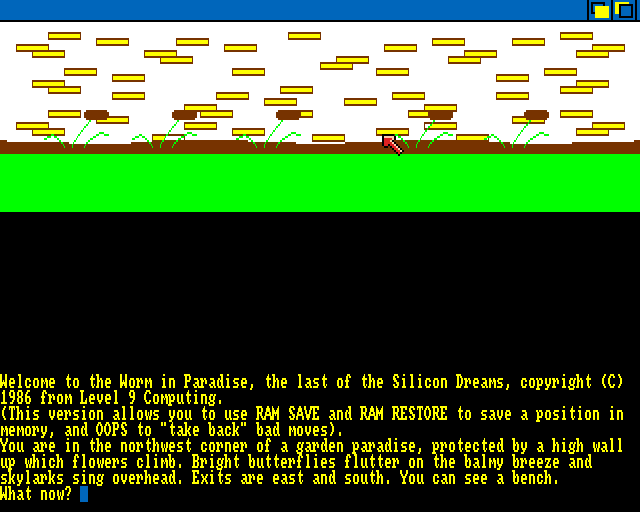 Welcome to the Worm in Paradise, the last of the Silicon Dreams, copyright (C)
1986 from Level 9 Computing.
(This version allows you to use RAM SAVE and RAM RESTORE to save a position in
memory, and OOPS to "take back" bad moves).
You are in the northwest corner of a garden paradise, protected by a high wall
up which flowers climb. Bright butterflies flutter on the balmy breeze and
skylarks sing overhead. Exits are east and south. You can see a bench.
What now?